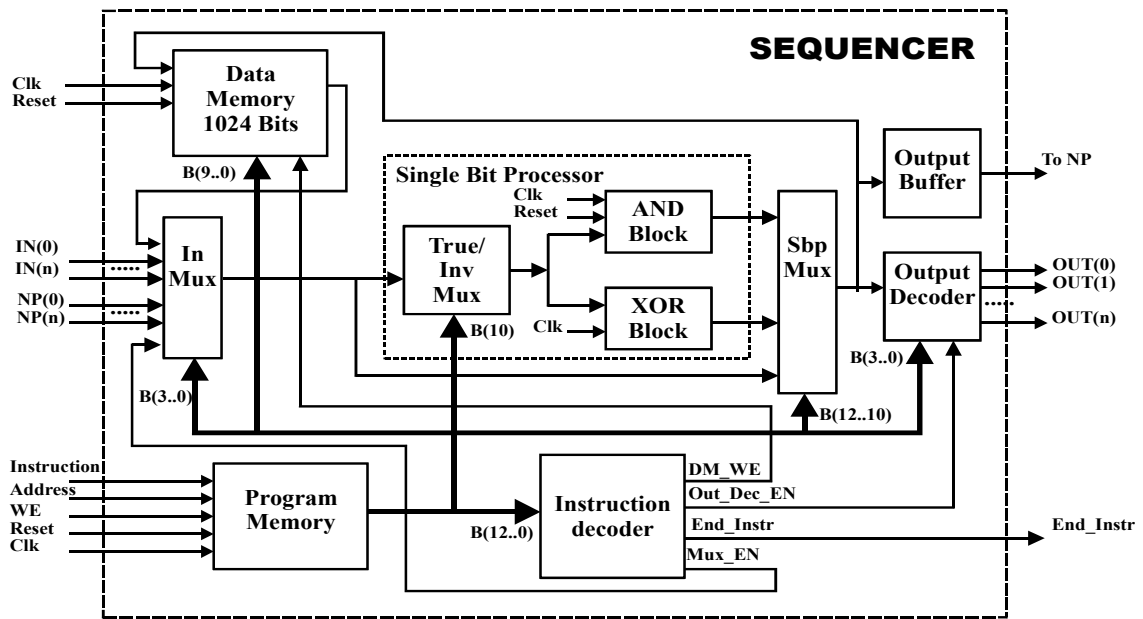 SEQUENCER
Clk
Reset
Data
Memory
1024 Bits
B(9..0)
Single Bit Processor
Clk
Reset
AND
Block
True/
Inv
Mux
XOR
Block
Clk
B(10)
Sbp
Mux
Output
Buffer
To NP
Output
Decoder
OUT(0)
OUT(1)
.....
OUT(n)
B(3..0)
IN(0)
.....
IN(n)
NP(0)
.....
NP(n)
In
Mux
B(3..0)
B(12..10)
Instruction
Address
WE
Reset
Clk
Program
Memory
B(12..0)
Instruction
decoder
DM_WE
Out_Dec_EN
End_Instr
Mux_EN
End_Instr